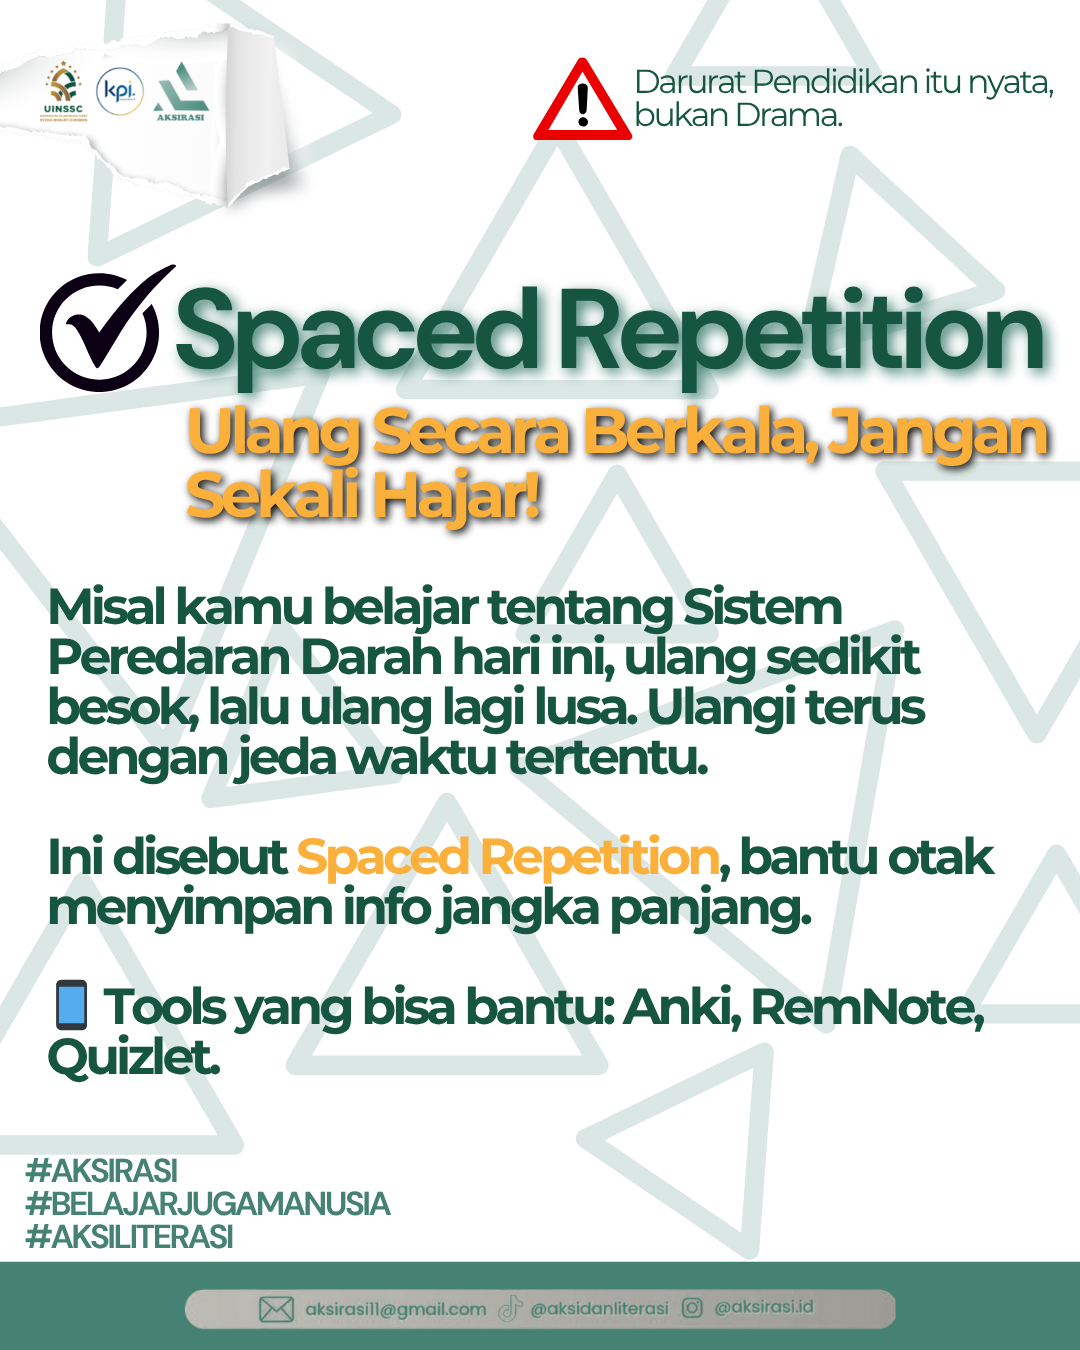 UINSSC
kpi.
AKSIRASI
Darurat Pendidikan itu nyata,
bukan Drama.
Spaced Repetition
Ulang Secara Berkala, Jangan
Sekali Hajar!
Misal kamu belajar tentang Sistem
Peredaran Darah hari ini, ulang sedikit
besok, lalu ulang lagi lusa. Ulangi terus
dengan jeda waktu tertentu.
Ini disebut Spaced Repetition, bantu otak
menyimpan info jangka panjang.
Tools yang bisa bantu: Anki, RemNote,
Quizlet.
#AKSIRASI
#BELAJARJUGAMANUSIA
#AKSILITERASI
aksirasi11@gmail.com @aksidanliterasi @aksirasi.id